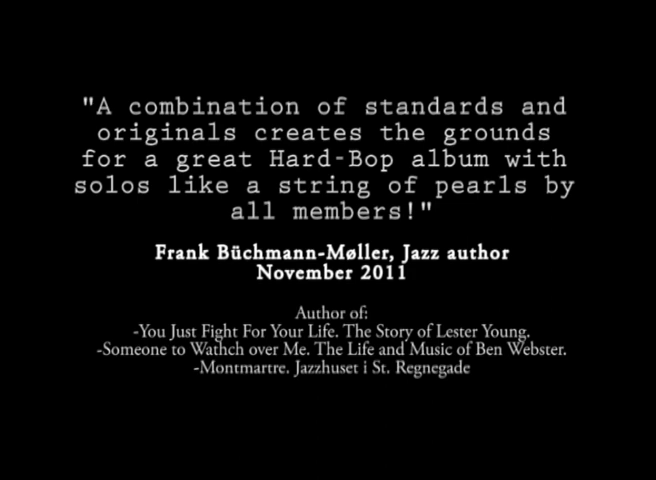 "A combination of standards and
originals creates the grounds
for a great Hard-Bop album with
solos like a string of pearls by
all members!"
Frank Büchmann-Møller, Jazz author
November 2011
Author of:
-You Just Fight For Your Life. The Story of Lester Young.
-Someone to Wathch over Me. The Life and Music of Ben Webster.
-Montmartre. Jazzhuset i St. Regnegade